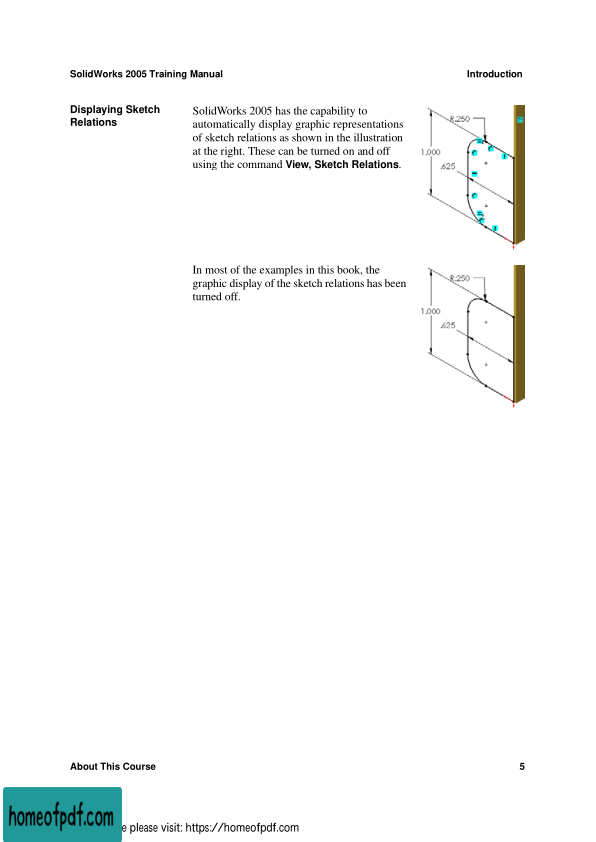 SolidWorks 2005 Training Manual Introduction
Displaying Sketch
Relations
SolidWorks 2005 has the capability to
automatically display graphic representations
of sketch relations as shown in the illustration
at the right. These can be turned on and off
using the command View, Sketch Relations.
R.250
1.000
.625
In most of the examples in this book, the
graphic display of the sketch relations has been
turned off.
R.250
1.000
.625
About This Course 5
homeofpdf.com
e please visit: https://homeofpdf.com